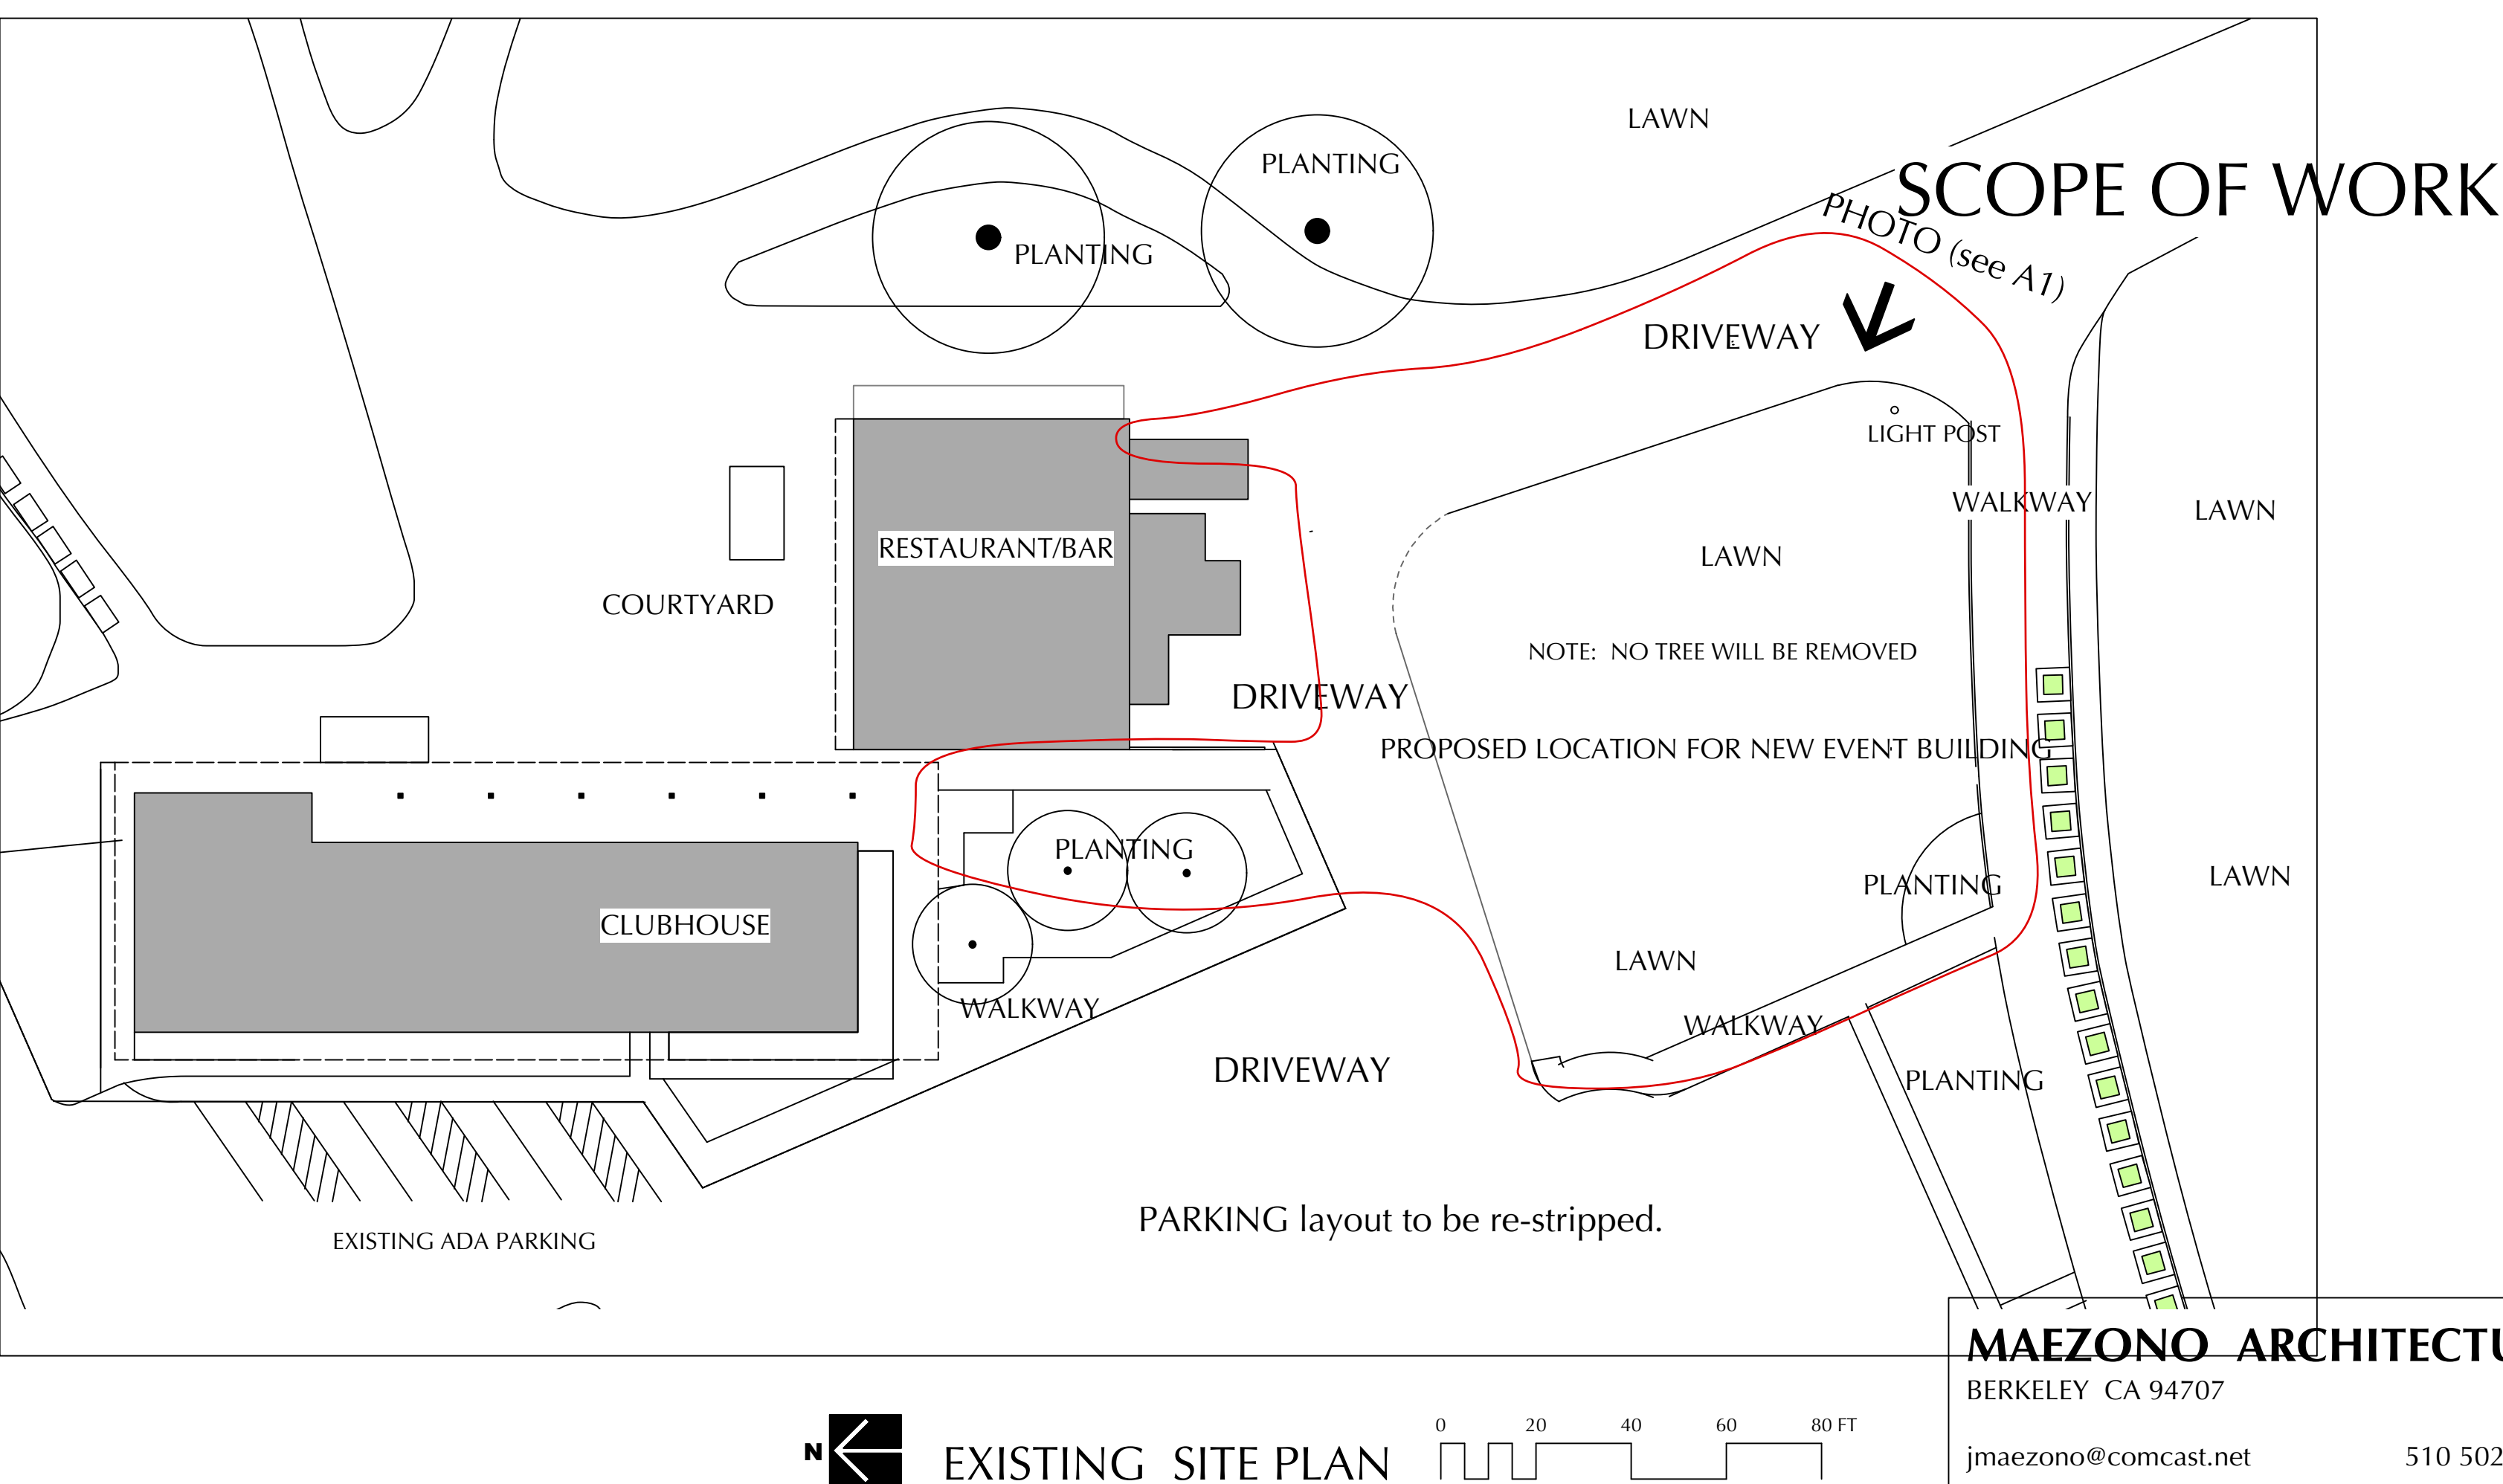 LAWN
PLANTING
SCOPE OF WORK
PHOTO (see A1)
PLANTING
DRIVEWAY
LIGHT POST
WALKWAY
LAWN
RESTAURANT/BAR
LAWN
COURTYARD
NOTE: NO TREE WILL BE REMOVED
DRIVEWAY
PROPOSED LOCATION FOR NEW EVENT BUILDING
PLANTING
LAWN
PLANTING
CLUBHOUSE
LAWN
WALKWAY
WALKWAY
DRIVEWAY
PLANTING
PARKING layout to be re-stripped.
EXISTING ADA PARKING
MAEZONO ARCHITECTU
BERKELEY CA 94707
0 20 40 60 80 FT
N
EXISTING SITE PLAN
jmaezono@comcast.net 510 502